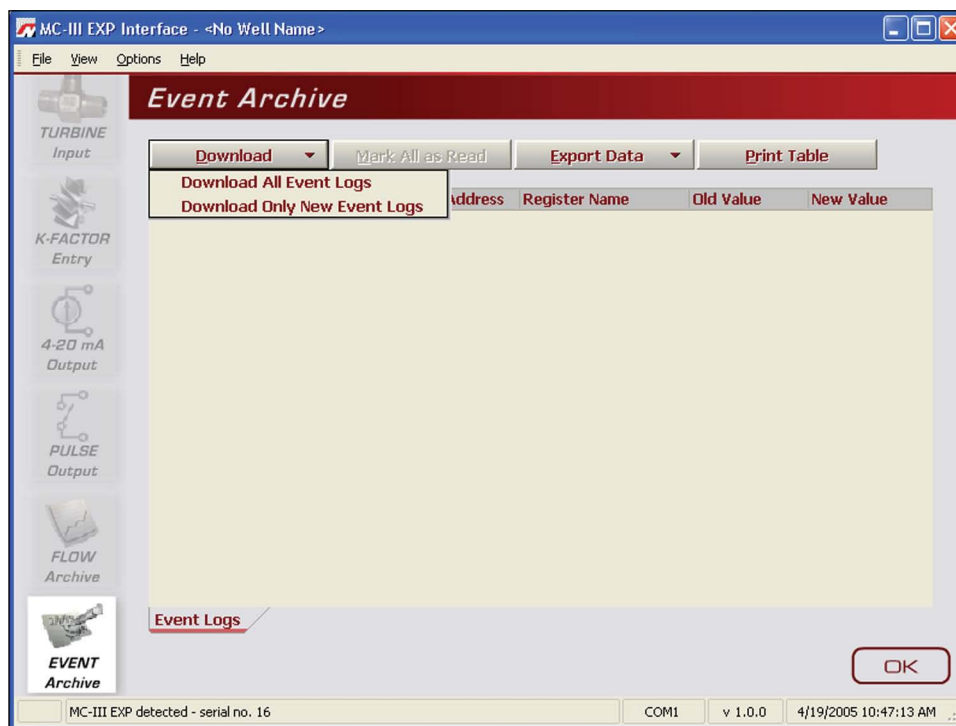 MC-III EXP Interface - <No Well Name>
File View Options Help
Event Archive
TURBINE
Input
K-FACTOR
Entry
4-20 mA
Output
PULSE
Output
FLOW
Archive
EVENT
Archive
Download Mark All as Read Export Data Print Table
Download All Event Logs
Download Only New Event Logs
Address Register Name Old Value New Value
Event Logs
OK
MC-III EXP detected - serial no. 16 COM1 v 1.0.0 4/19/2005 10:47:13 AM